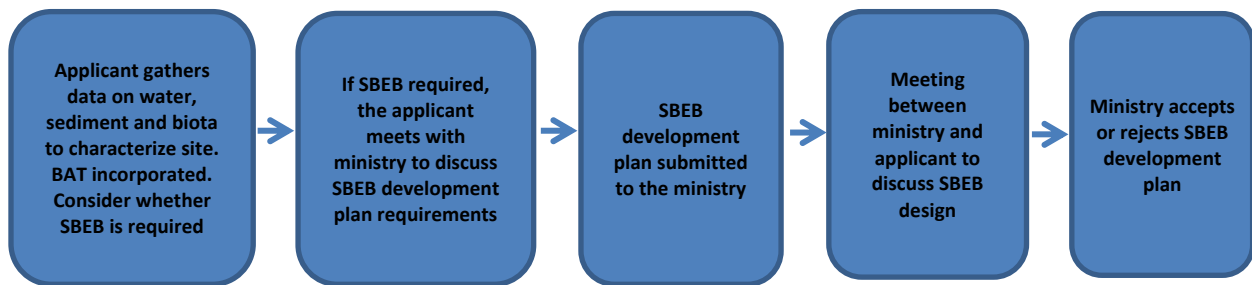 Applicant gathers
data on water,
sediment and biota
to characterize site.
BAT incorporated.
Consider whether
SBEB is required
If SBEB required,
the applicant
meets with
ministry to discuss
SBEB development
plan requirements
SBEB
development
plan submitted
to the ministry
Meeting
between
ministry and
applicant to
discuss SBEB
design
Ministry accepts
or rejects SBEB
development
plan